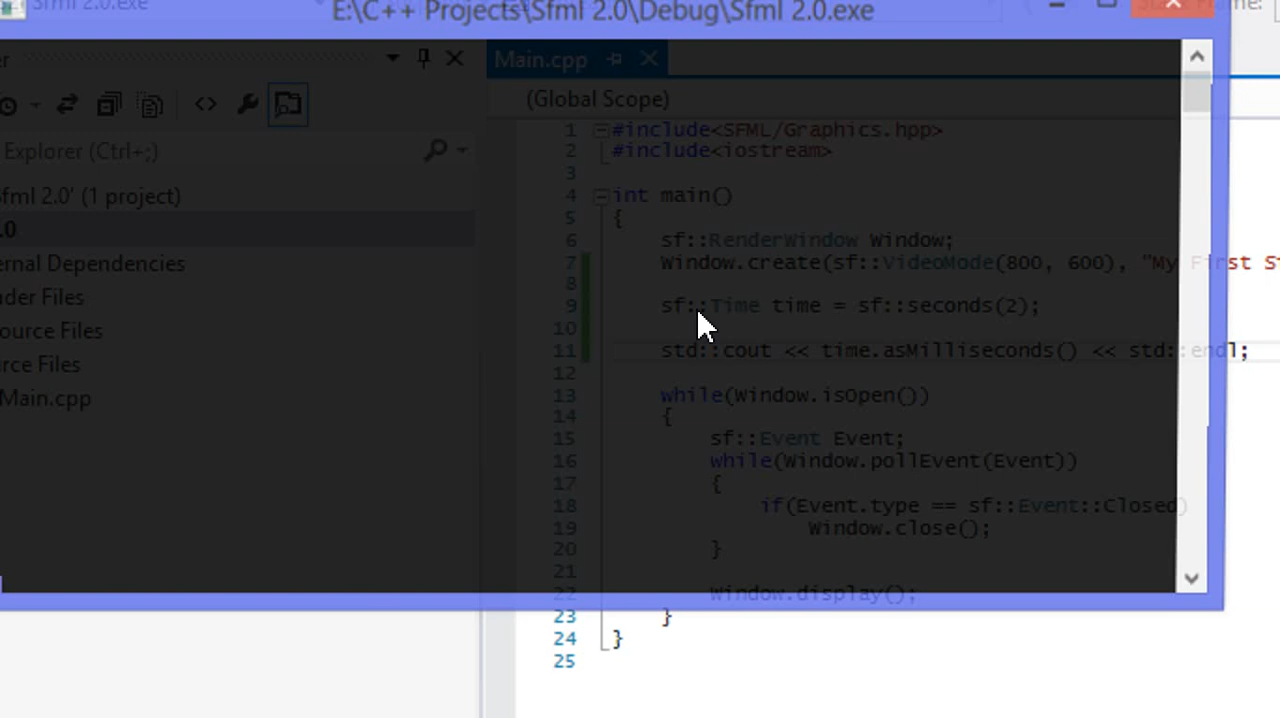 Sfml 2.0.exe
E:\C++ Projects\Sfml 2.0\Debug\Sfml 2.0.exe
Frame:
Main.cpp
(Global Scope)
Explorer (Ctrl+;)
Sfml 2.0' (1 project)
.0
ernal Dependencies
der Files
ource Files
rce Files
Main.cpp
1 #include<SFML/Graphics.hpp>
2 #include<iostream>
3
4 int main()
5 {
6 sf::RenderWindow Window;
7 Window.create(sf::VideoMode(800, 600), "My First S
8
9 sf::Time time = sf::seconds(2);
10
11 std::cout << time.asMilliseconds() << std::endl;
12
13 while(Window.isOpen())
14 {
15 sf::Event Event;
16 while(Window.pollEvent(Event))
17 {
18 if(Event.type == sf::Event::Closed)
19 Window.close();
20 }
21
22 Window.display();
23 }
24 }
25